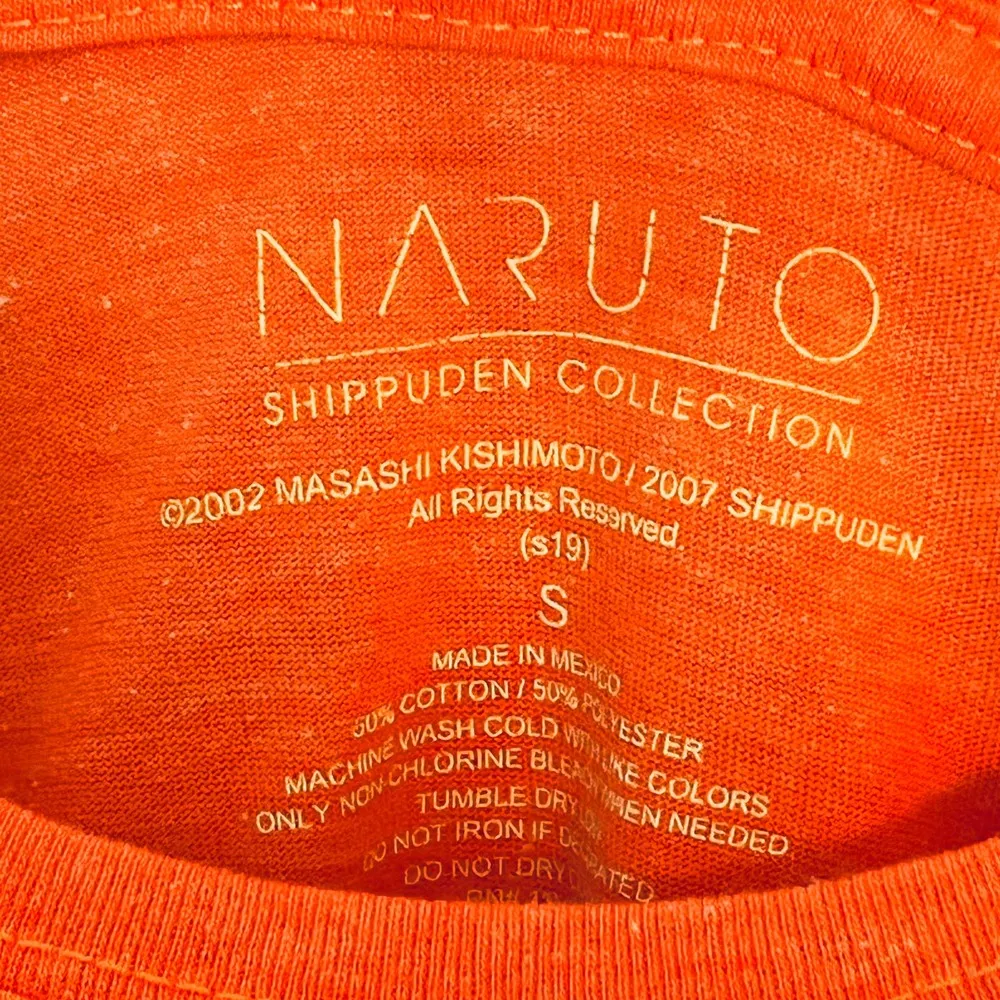 NARUTO
SHIPPUDEN COLLECTION
©2002 MASASHI KISHIMOTO / 2007 SHIPPUDEN
All Rights Reserved.
(s19)
S
MADE IN MEXICO
50% COTTON / 50% POLYESTER
MACHINE WASH COLD WITH LIKE COLORS
ONLY NON-CHLORINE BLEACH WHEN NEEDED
TUMBLE DRY LOW
DO NOT IRON IF DECORATED
DO NOT DRY